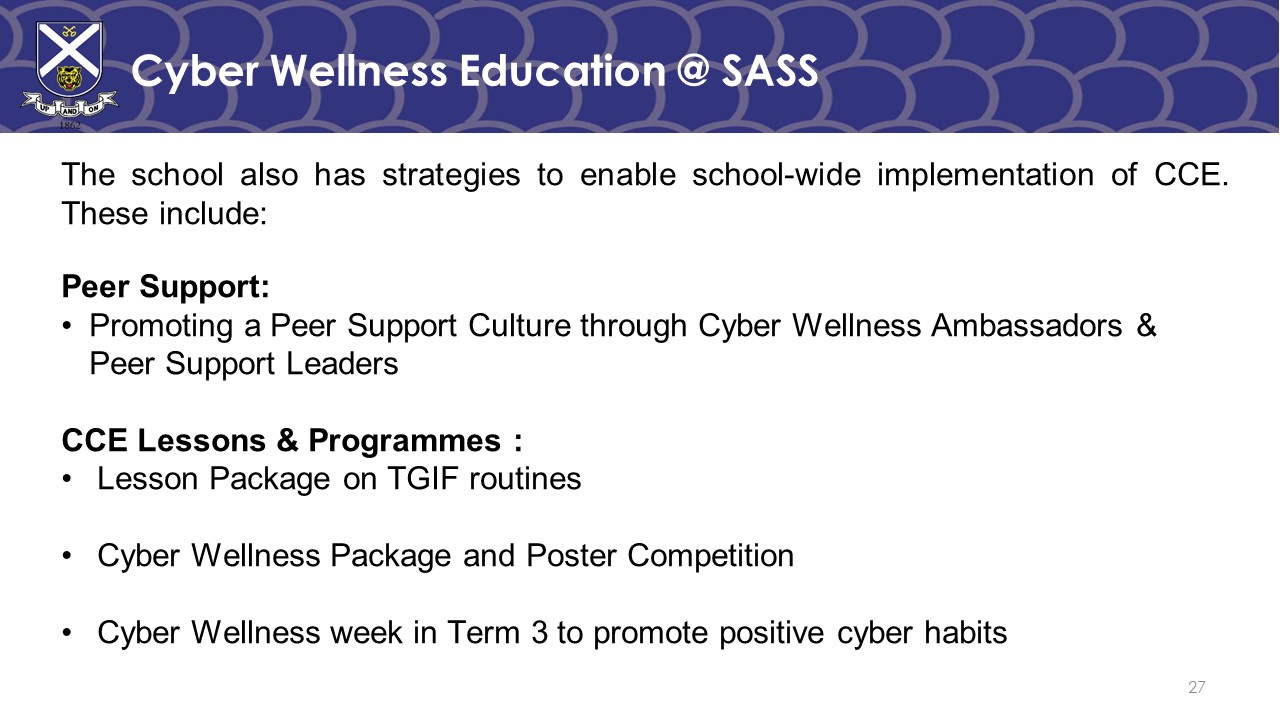 Cyber Wellness Education @ SASS
UP AND ON
1862
The school also has strategies to enable school-wide implementation of CCE.
These include:
Peer Support:
• Promoting a Peer Support Culture through Cyber Wellness Ambassadors &
Peer Support Leaders
CCE Lessons & Programmes :
• Lesson Package on TGIF routines
• Cyber Wellness Package and Poster Competition
• Cyber Wellness week in Term 3 to promote positive cyber habits
27